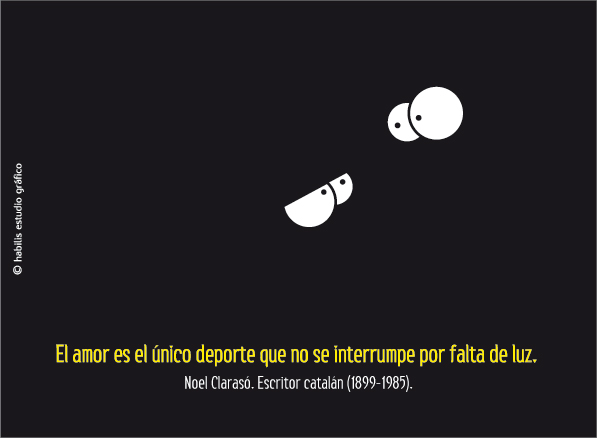 © habilis estudio gráfico
El amor es el único deporte que no se interrumpe por falta de luz.
Noel Clarasó. Escritor catalán (1899-1985).